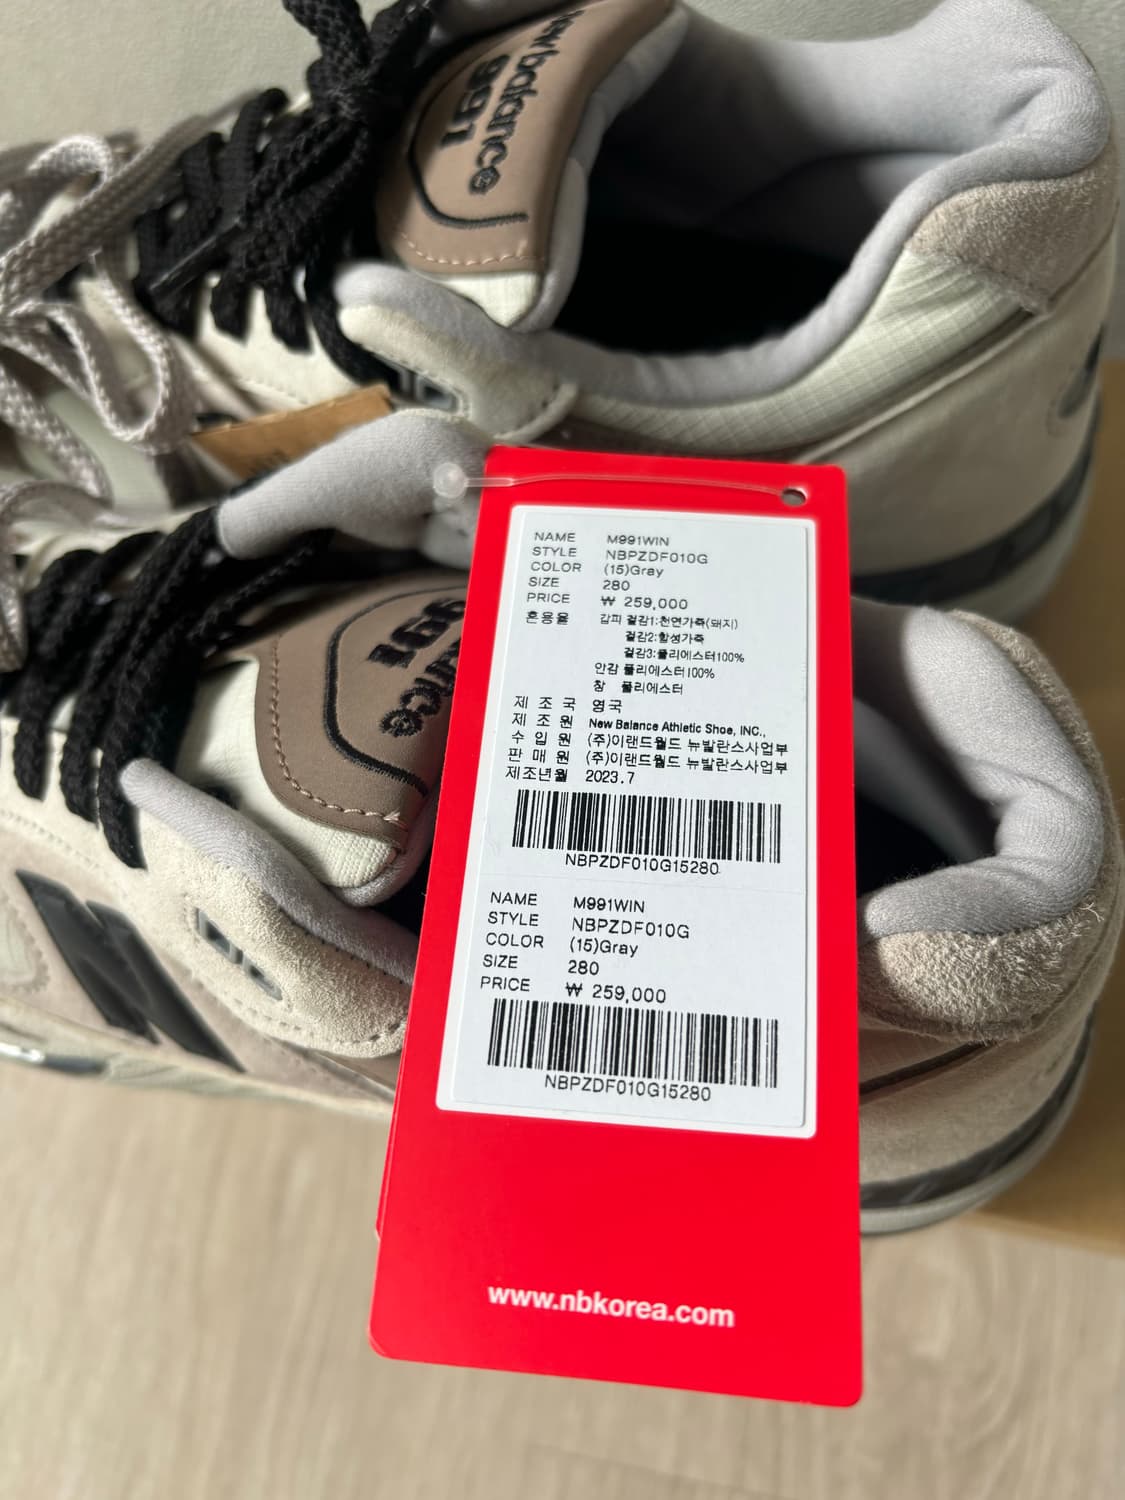 new balance
991
NAME M991WIN
STYLE NBPZDF010G
COLOR (15)Gray
SIZE 280
PRICE ₩ 259,000
혼용율 갑피 겉감1:천연가죽(돼지)
겉감2:합성가죽
겉감3:폴리에스터100%
안감 폴리에스터100%
창 폴리에스터
제조국 영국
제조원 New Balance Athletic Shoe, INC.,
수입원 (주)이랜드월드 뉴발란스사업부
판매원 (주)이랜드월드 뉴발란스사업부
제조년월 2023.7
NBPZDF010G15280
NAME M991WIN
STYLE NBPZDF010G
COLOR (15)Gray
SIZE 280
PRICE ₩ 259,000
NBPZDF010G15280
www.nbkorea.com
991
balance